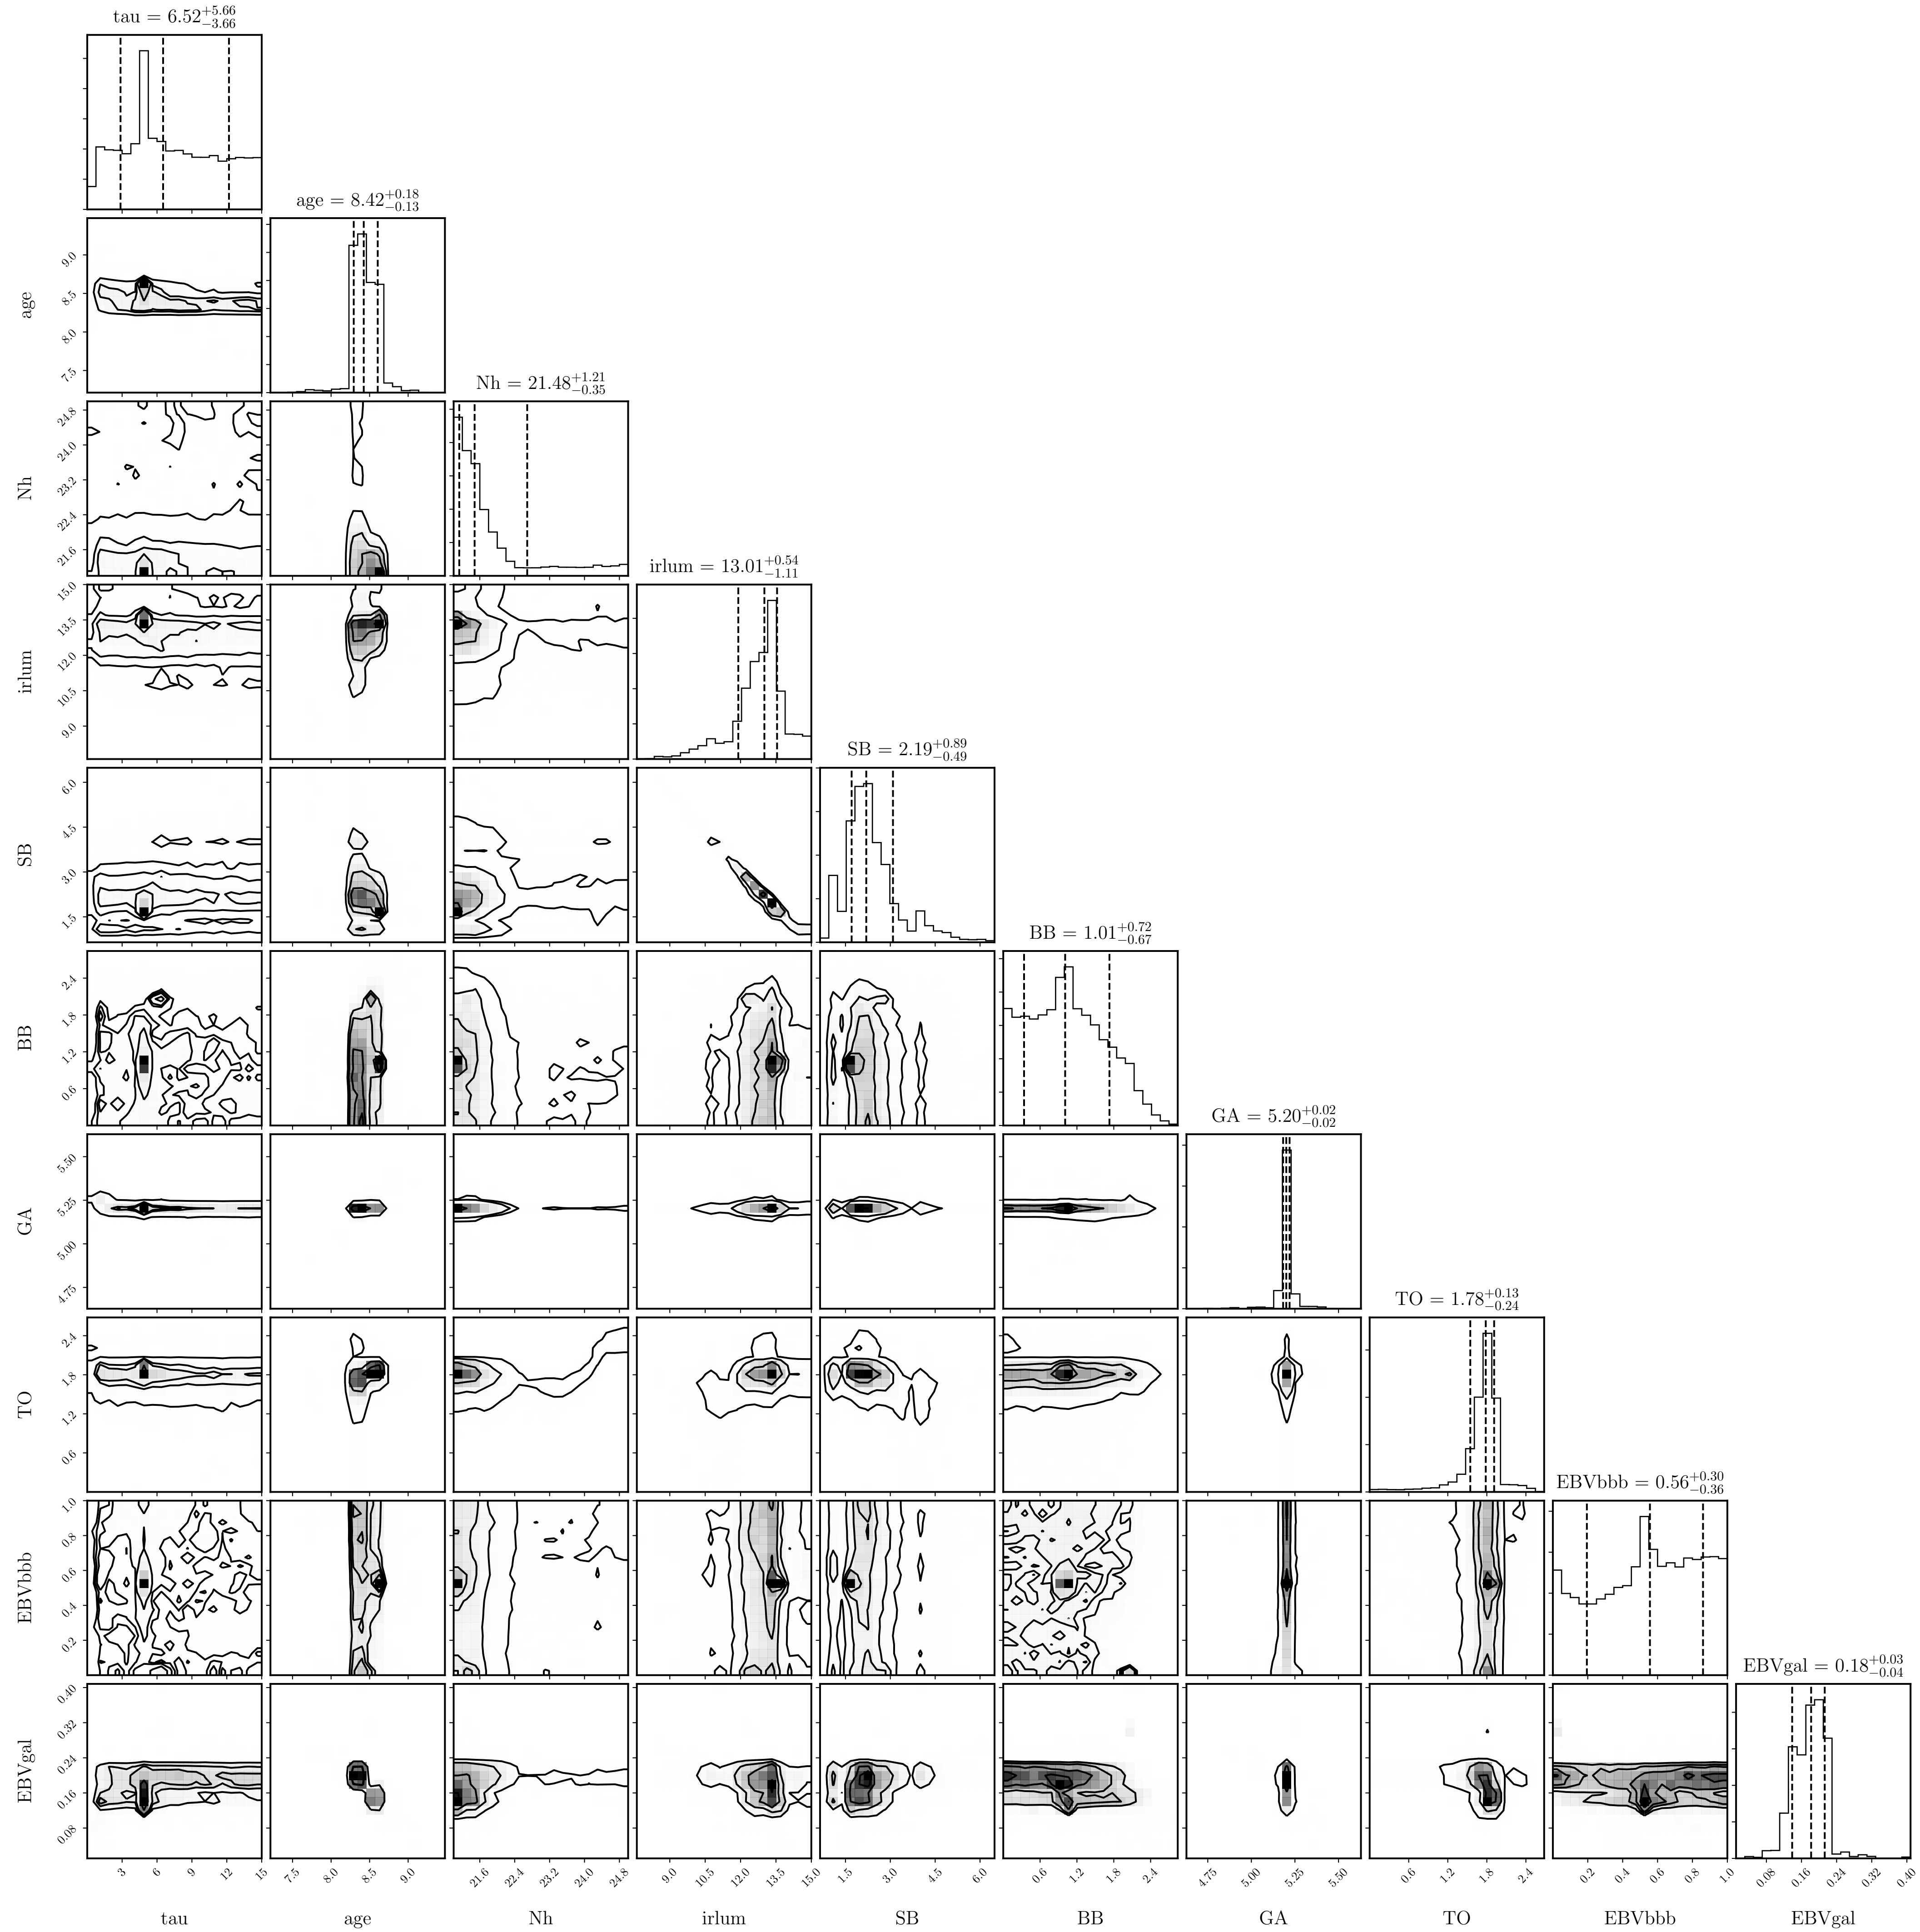 tau = 6.52 +5.66 −3.66
age = 8.42 +0.18 −0.13
9.0
8.5
8.0
7.5
age
Nh = 21.48 +1.21 −0.35
24.8
24.0
23.2
22.4
21.6
Nh
irlum = 13.01 +0.54 −1.11
15.0
13.5
12.0
10.5
9.0
irlum
SB = 2.19 +0.89 −0.49
6.0
4.5
3.0
1.5
SB
BB = 1.01 +0.72 −0.67
2.4
1.8
1.2
0.6
BB
GA = 5.20 +0.02 −0.02
5.50
5.25
5.00
4.75
GA
TO = 1.78 +0.13 −0.24
2.4
1.8
1.2
0.6
TO
EBVbbb = 0.56 +0.30 −0.36
1.0
0.8
0.6
0.4
0.2
EBVbbb
EBVgal = 0.18 +0.03 −0.04
0.40
0.32
0.24
0.16
0.08
EBVgal
3 6 9 12 15 7.5 8.0 8.5 9.0 21.6 22.4 23.2 24.0 24.8 9.0 10.5 12.0 13.5 15.0 1.5 3.0 4.5 6.0 0.6 1.2 1.8 2.4 4.75 5.00 5.25 5.50 0.6 1.2 1.8 2.4 0.2 0.4 0.6 0.8 1.0 0.08 0.16 0.24 0.32 0.40
tau age Nh irlum SB BB GA TO EBVbbb EBVgal